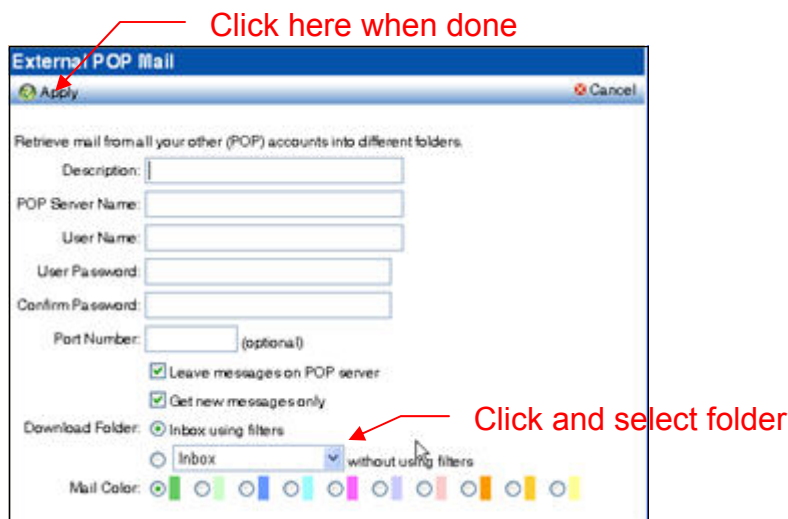 Click here when done
External POP Mail
Apply
Cancel
Retrieve mail from all your other (POP) accounts into different folders.
Description:
POP Server Name:
User Name:
User Password:
Confirm Password:
Port Number: (optional)
Leave messages on POP server
Get new messages only
Click and select folder
Download Folder: Inbox using filters
Inbox without using filters
Mail Color: